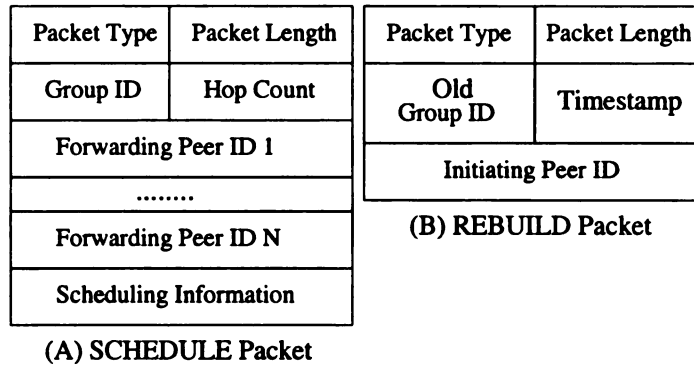 Packet Type Packet Length
Group ID Hop Count
Forwarding Peer ID 1
........
Forwarding Peer ID N
Scheduling Information
(A) SCHEDULE Packet
Packet Type Packet Length
Old
Group ID
Timestamp
Initiating Peer ID
(B) REBUILD Packet